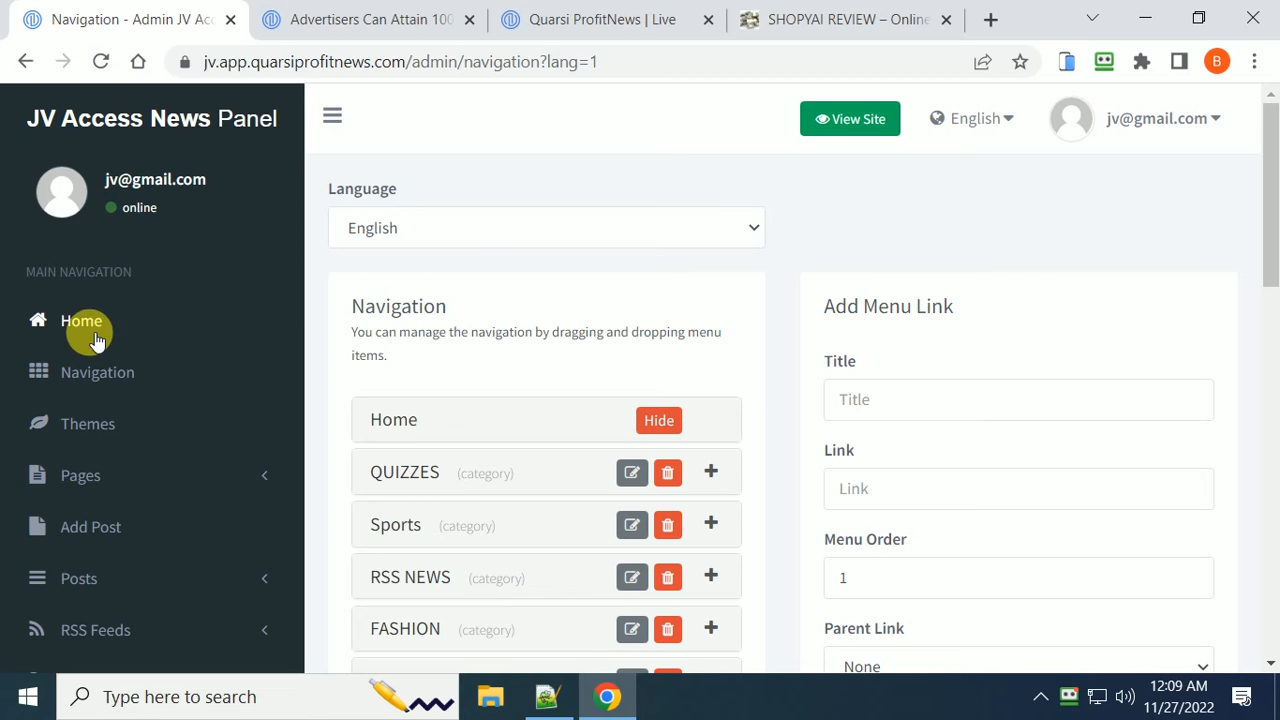 Navigation - Admin JV Acc
Advertisers Can Attain 100
Quarsi ProfitNews | Live
SHOPYAI REVIEW – Online
jv.app.quarsiprofitnews.com/admin/navigation?lang=1
B
JV Access News Panel
jv@gmail.com
online
MAIN NAVIGATION
Home
Navigation
Themes
Pages
Add Post
Posts
RSS Feeds
View Site
English
jv@gmail.com
Language
English
Navigation
You can manage the navigation by dragging and dropping menu
items.
Home Hide
QUIZZES (category)
Sports (category)
RSS NEWS (category)
FASHION (category)
Add Menu Link
Title
Title
Link
Link
Menu Order
1
Parent Link
None
Type here to search
12:09 AM
11/27/2022